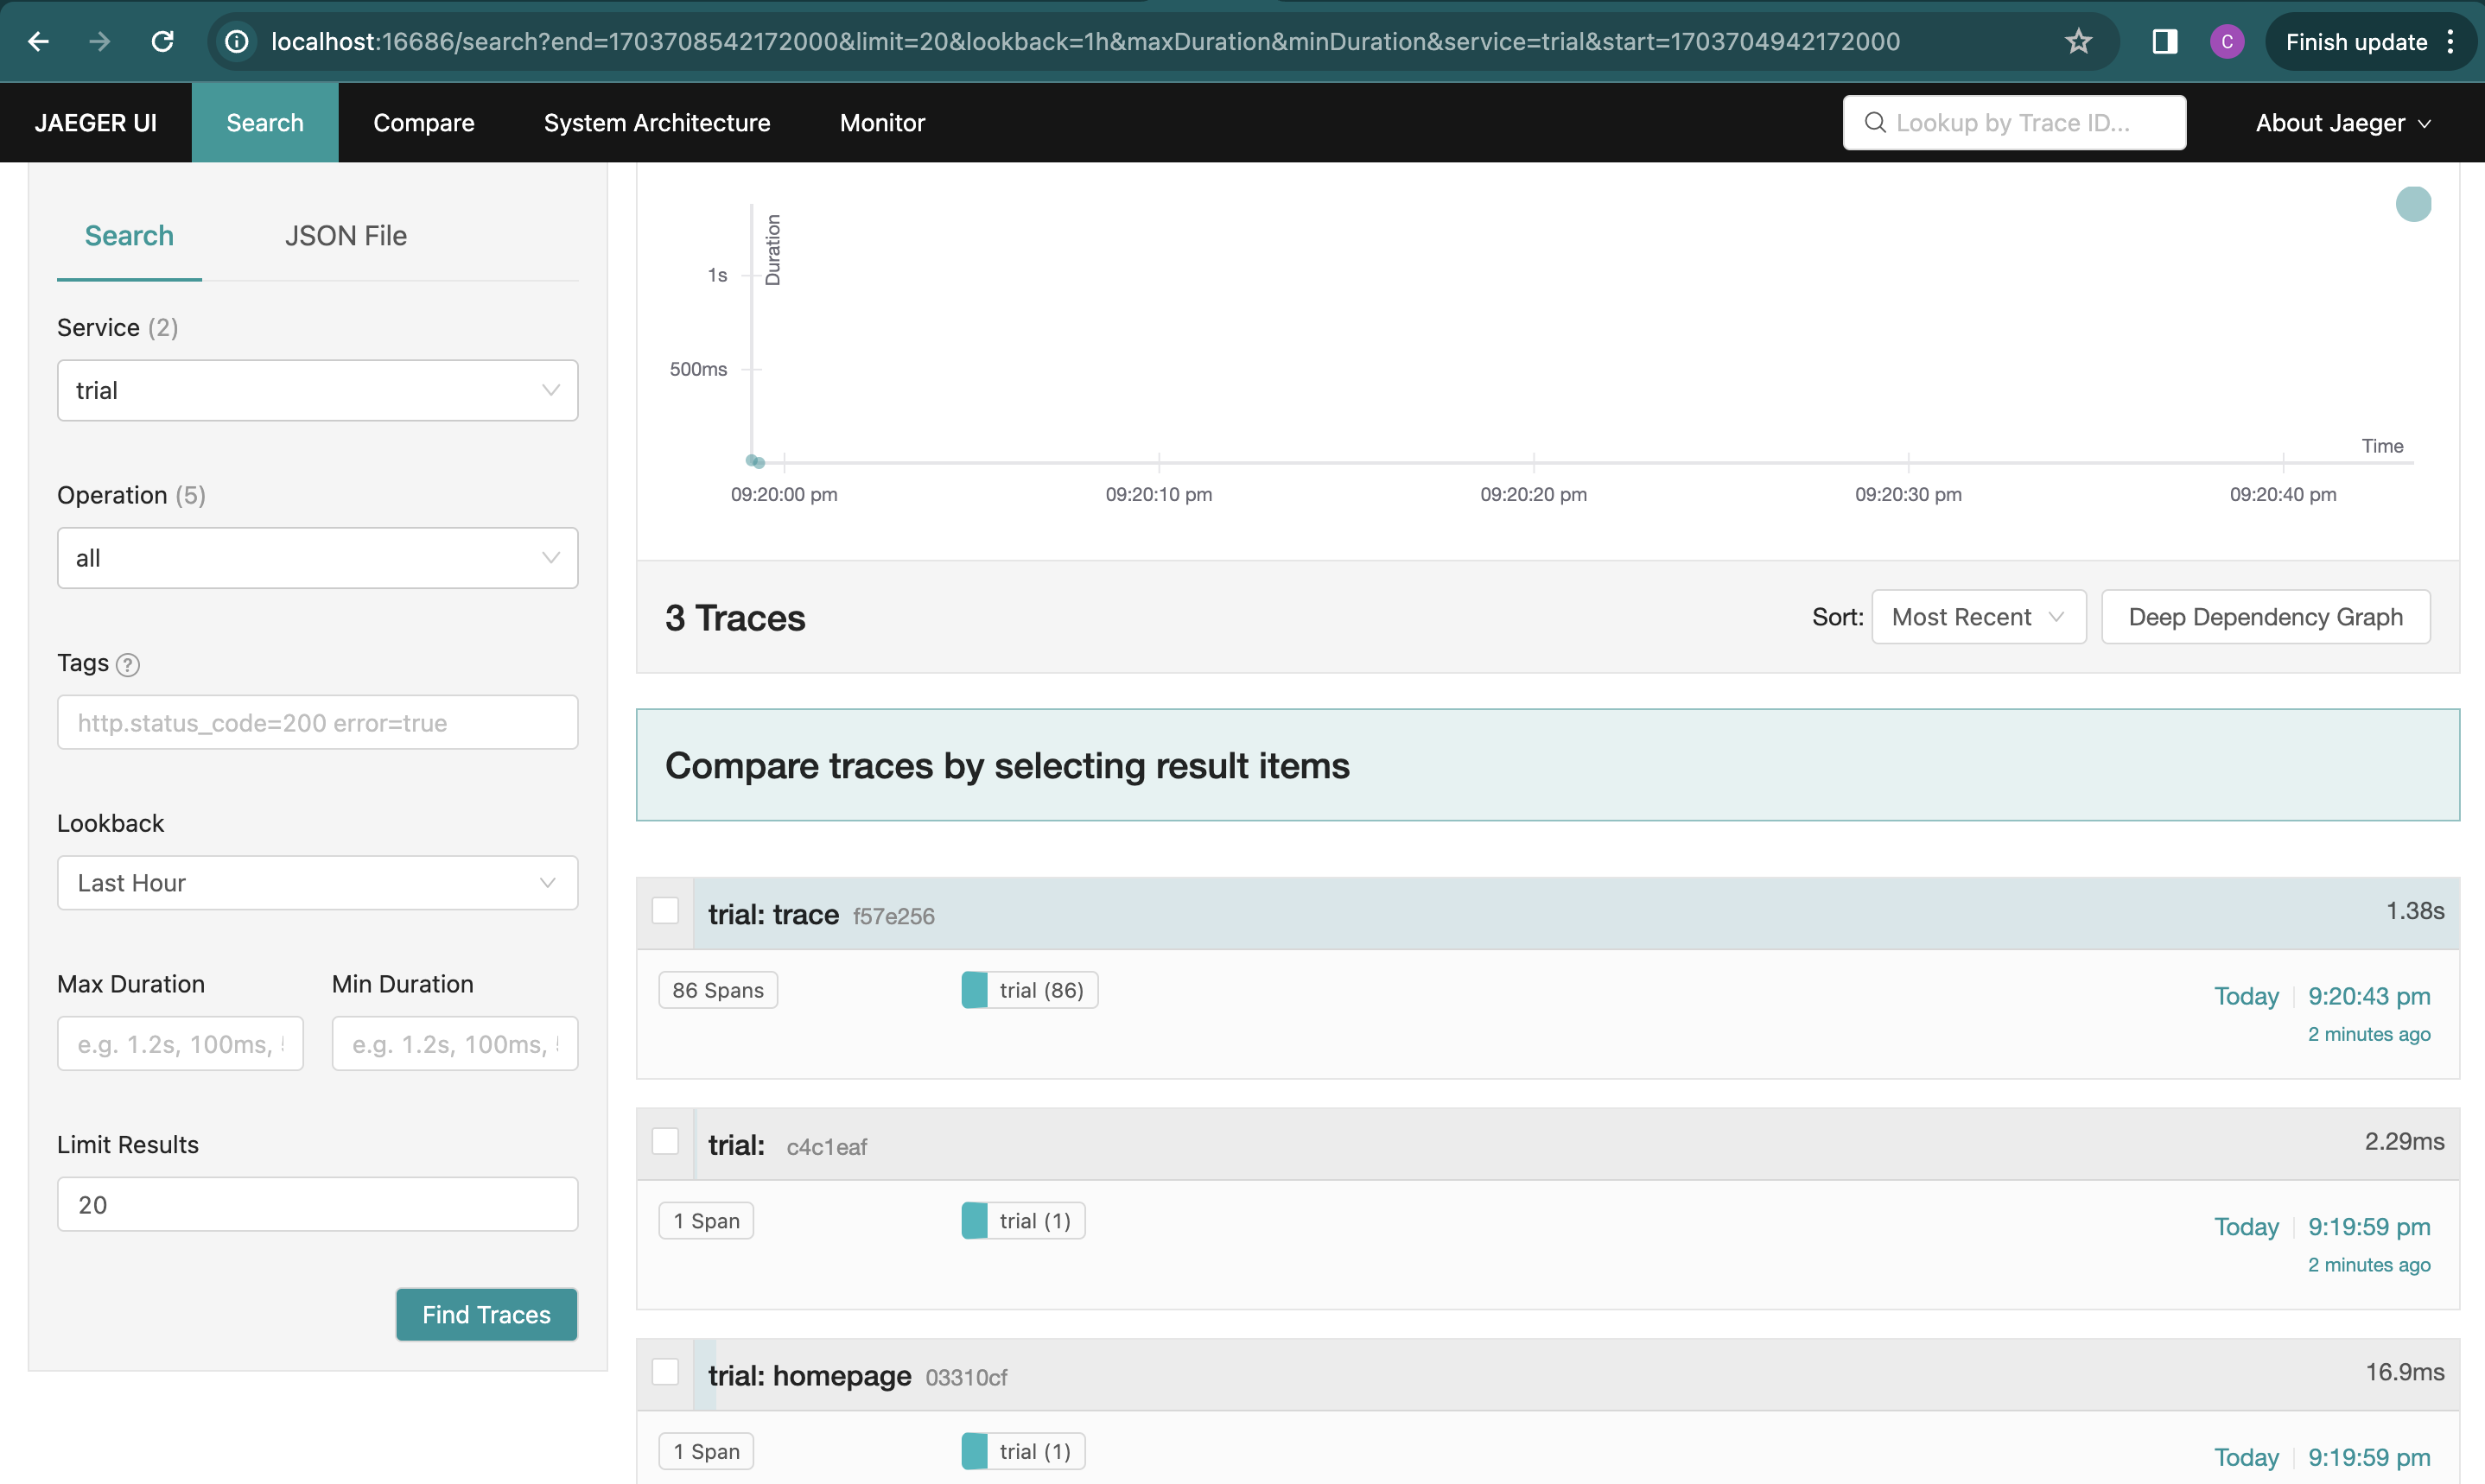 localhost:16686/search?end=1703708542172000&limit=20&lookback=1h&maxDuration&minDuration&service=trial&start=1703704942172000
C
Finish update
JAEGER UI
Search
Compare
System Architecture
Monitor
Lookup by Trace ID...
About Jaeger
Search
JSON File
Service (2)
trial
Operation (5)
all
Tags ?
http.status_code=200 error=true
Lookback
Last Hour
Max Duration
Min Duration
e.g. 1.2s, 100ms,
e.g. 1.2s, 100ms,
Limit Results
20
Find Traces
Duration
1s
500ms
Time
09:20:00 pm
09:20:10 pm
09:20:20 pm
09:20:30 pm
09:20:40 pm
3 Traces
Sort:
Most Recent
Deep Dependency Graph
Compare traces by selecting result items
trial: trace f57e256
1.38s
86 Spans
trial (86)
Today
9:20:43 pm
2 minutes ago
trial: c4c1eaf
2.29ms
1 Span
trial (1)
Today
9:19:59 pm
2 minutes ago
trial: homepage 03310cf
16.9ms
1 Span
trial (1)
Today
9:19:59 pm